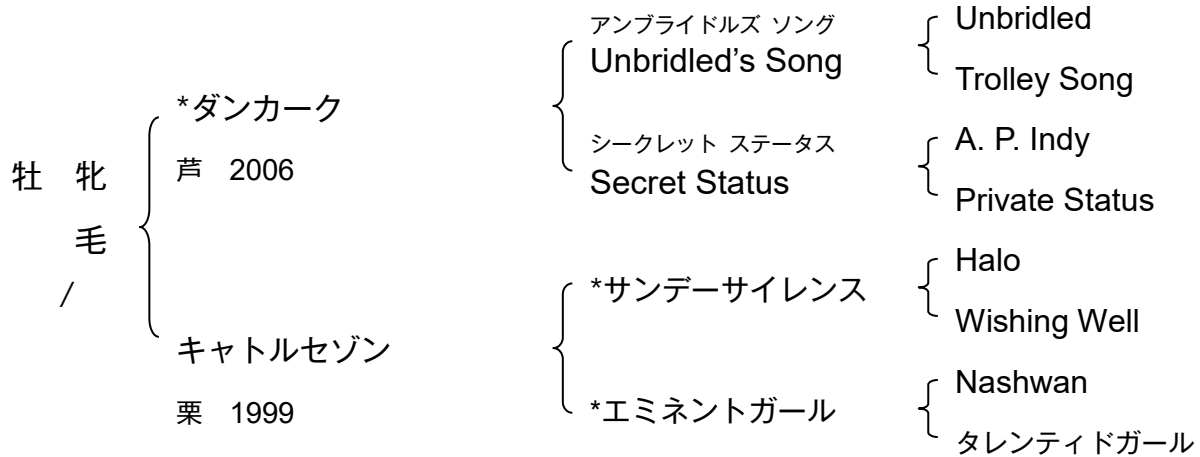 牡 牝
毛
/
*ダンカーク
芦 2006
キャトルセゾン
栗 1999
アンブライドルズ ソング
Unbridled's Song
シークレット ステータス
Secret Status
*サンデーサイレンス
*エミネントガール
Unbridled
Trolley Song
A. P. Indy
Private Status
Halo
Wishing Well
Nashwan
タレンティドガール